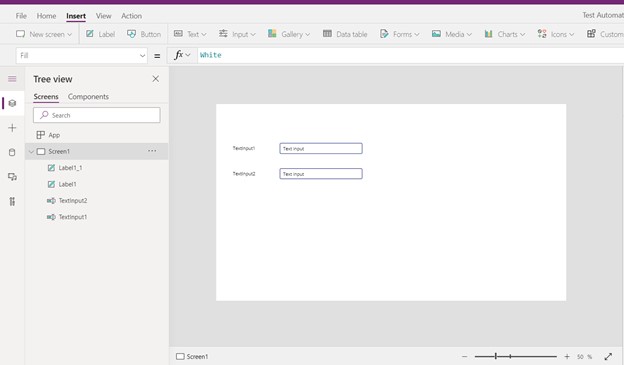 File Home Insert View Action Test Automat
New screen Label Button Text Input Gallery Data table Forms Media Charts Icons Custom
Fill = fx White
Tree view
Screens Components
Search
App
Screen1 ...
Label1_1
Label1
TextInput2
TextInput1
TextInput1 Text input
TextInput2 Text input
Screen1 − + 50 %